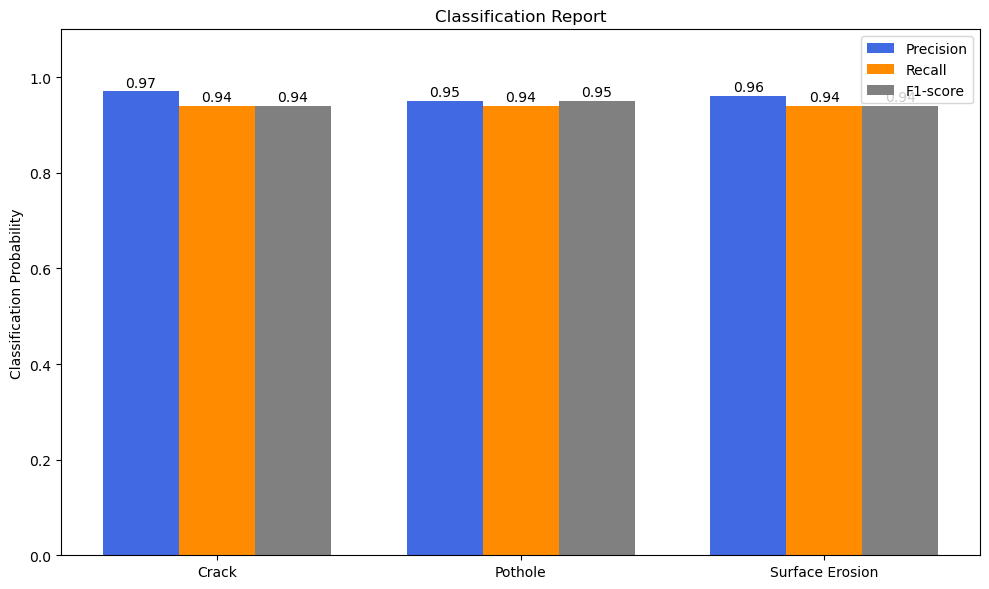 Classification Report
Precision
Recall
F1-score
0.97
0.94
0.94
0.95
0.94
0.95
0.96
0.94
0.94
1.0
0.8
0.6
0.4
0.2
0.0
Classification Probability
Crack
Pothole
Surface Erosion